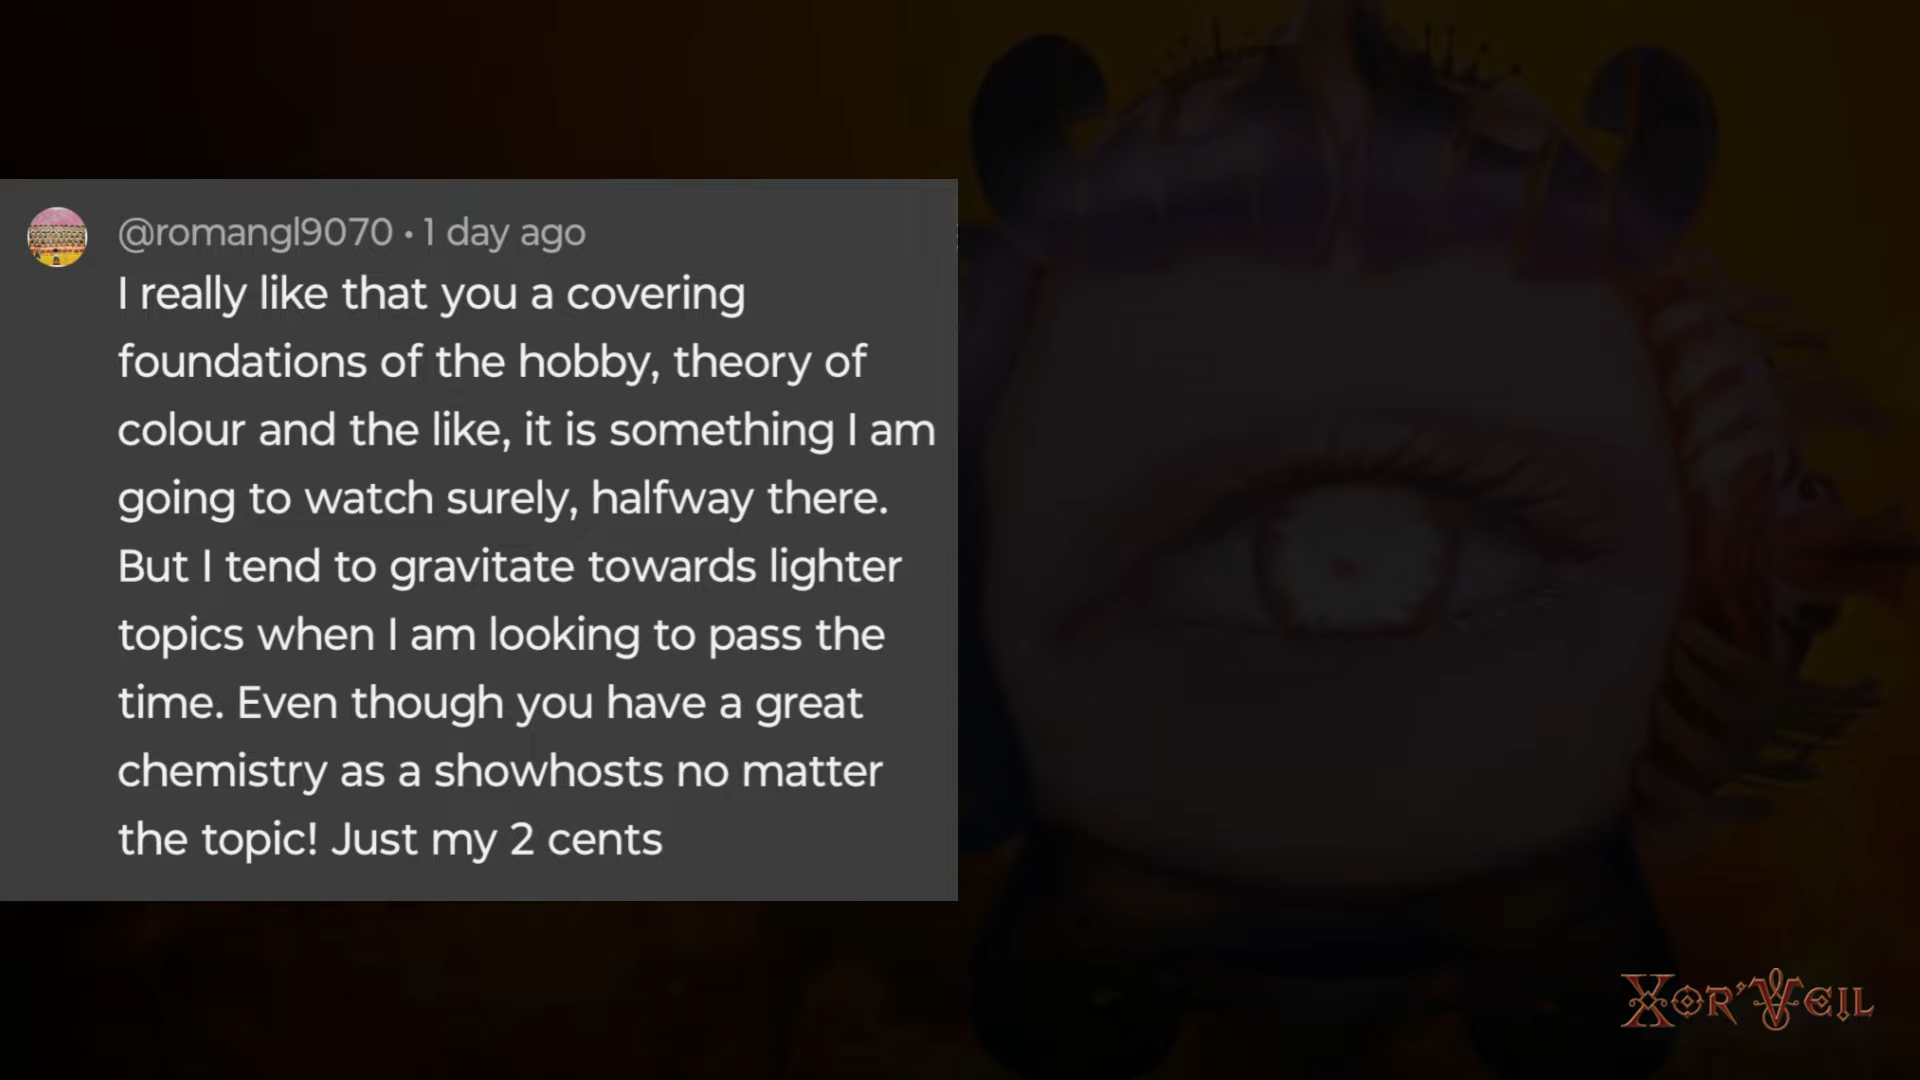 @romangl9070 • 1 day ago
I really like that you a covering
foundations of the hobby, theory of
colour and the like, it is something I am
going to watch surely, halfway there.
But I tend to gravitate towards lighter
topics when I am looking to pass the
time. Even though you have a great
chemistry as a showhosts no matter
the topic! Just my 2 cents
Xor'Veil